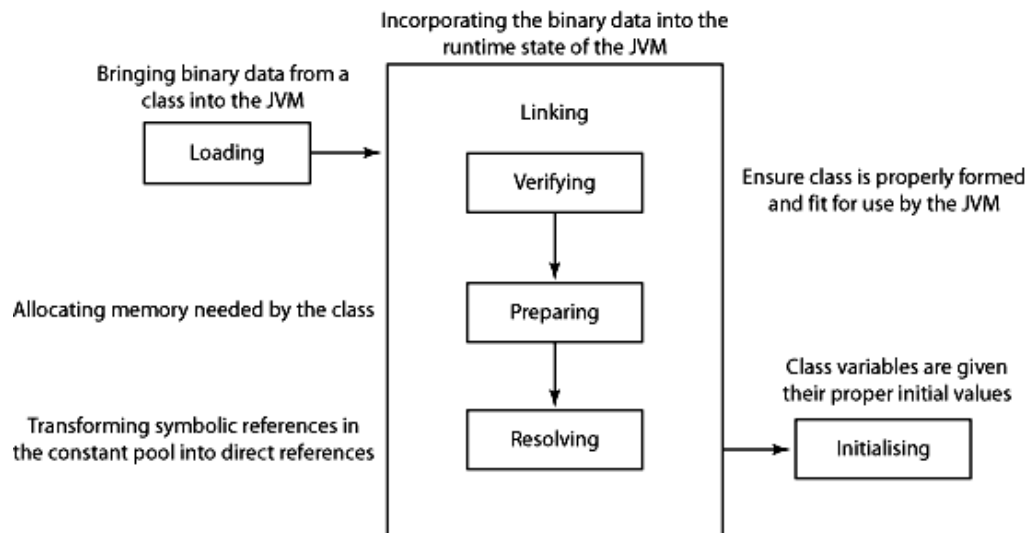 Incorporating the binary data into the
runtime state of the JVM
Bringing binary data from a
class into the JVM
Loading
Linking
Verifying
Ensure class is properly formed
and fit for use by the JVM
Allocating memory needed by the class
Preparing
Class variables are given
their proper initial values
Transforming symbolic references in
the constant pool into direct references
Resolving
Initialising